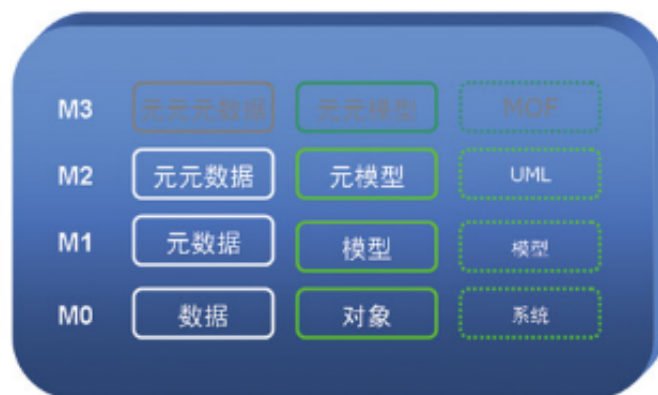 M3 元元元数据 元元模型 MOF
M2 元元数据 元模型 UML
M1 元数据 模型 模型
M0 数据 对象 系统